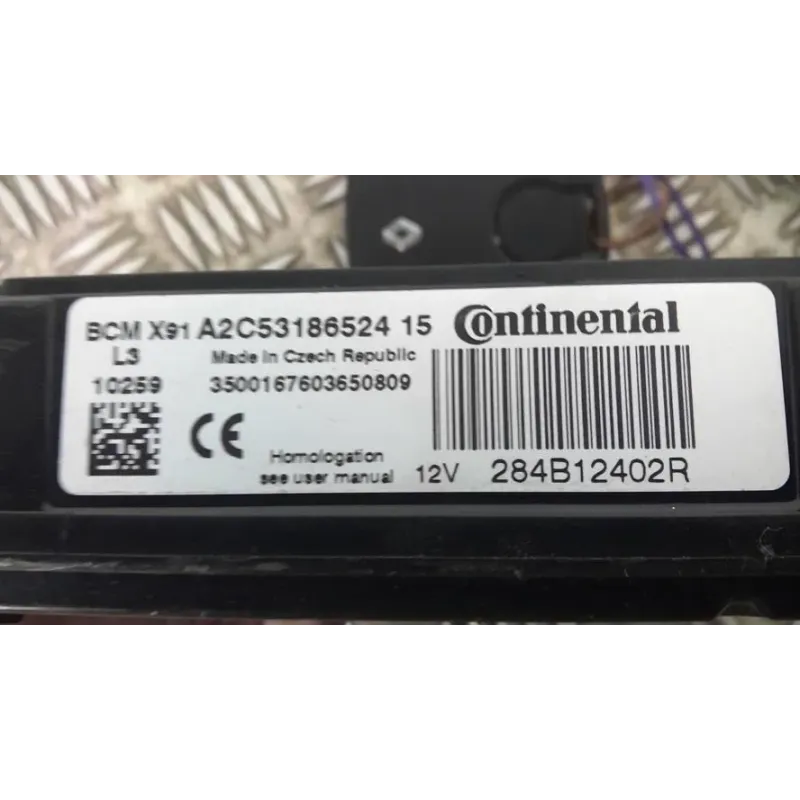 BCM X91 A2C53186524 15 Continental
L3 Made in Czech Republic
10259 3500167603650809
CE
Homologation
see user manual 12V 284B12402R